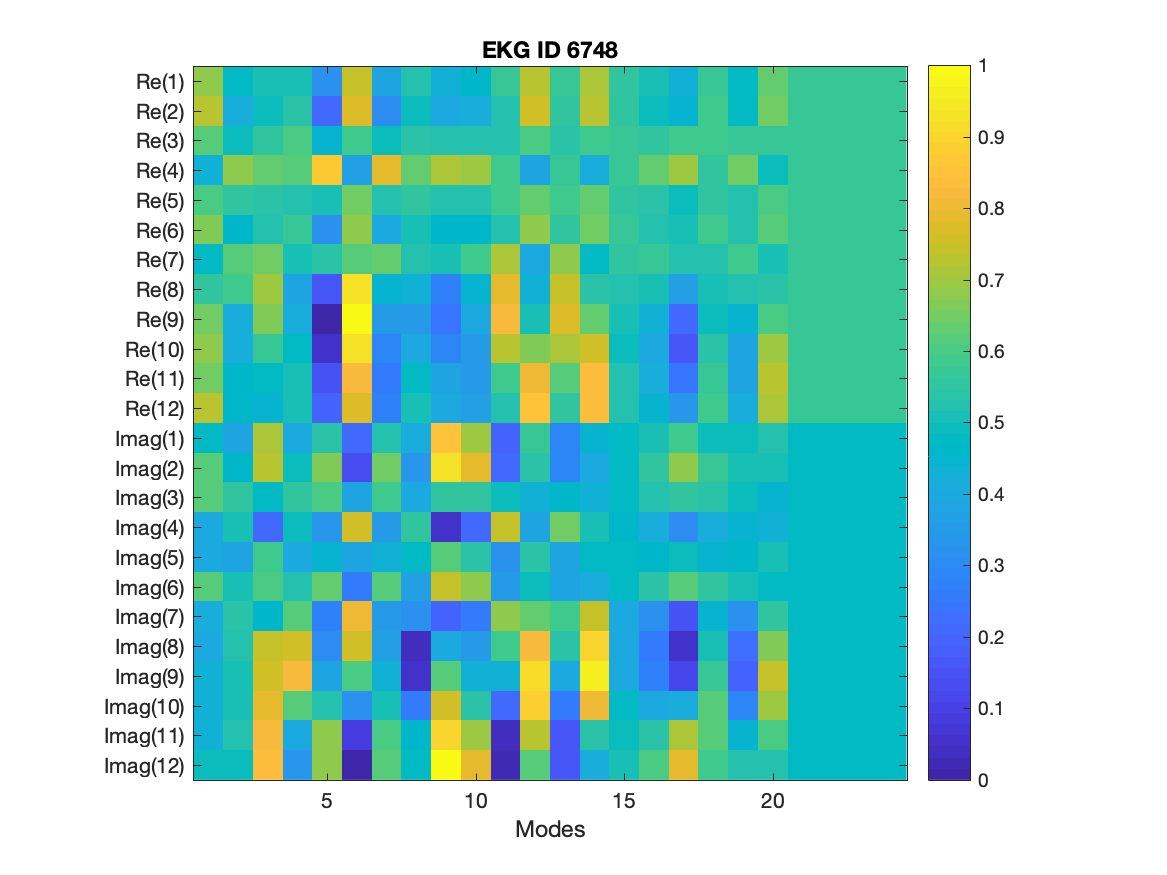 EKG ID 6748
Re(1)
Re(2)
Re(3)
Re(4)
Re(5)
Re(6)
Re(7)
Re(8)
Re(9)
Re(10)
Re(11)
Re(12)
Imag(1)
Imag(2)
Imag(3)
Imag(4)
Imag(5)
Imag(6)
Imag(7)
Imag(8)
Imag(9)
Imag(10)
Imag(11)
Imag(12)
5 10 15 20
Modes
1
0.9
0.8
0.7
0.6
0.5
0.4
0.3
0.2
0.1
0